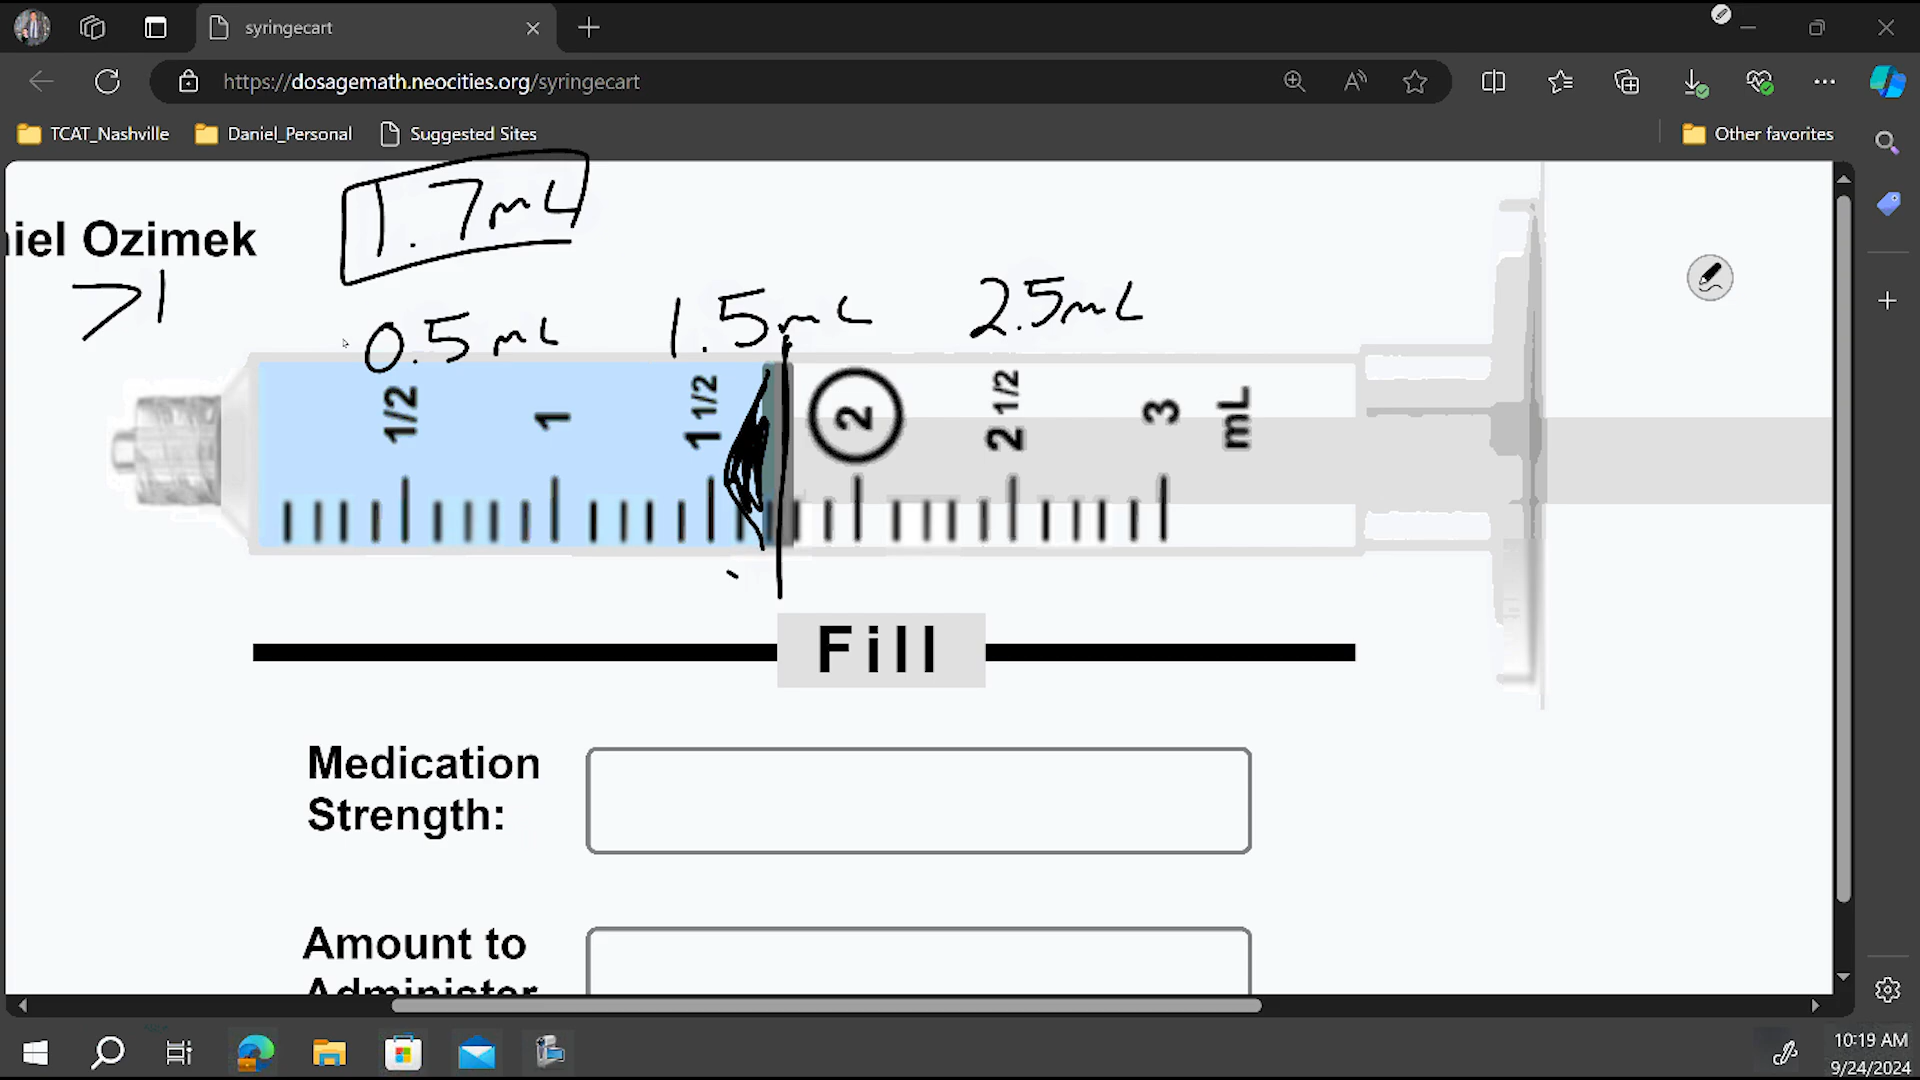 syringecart
https://dosagemath.neocities.org/syringecart
TCAT_Nashville Daniel_Personal Suggested Sites Other favorites
1.7mL
iel Ozimek
>1
0.5mL 1.5mL 2.5mL
1/2 1 1 1/2 2 2 1/2 3 mL
Fill
Medication
Strength:
Amount to
Administer
10:19 AM
9/24/2024